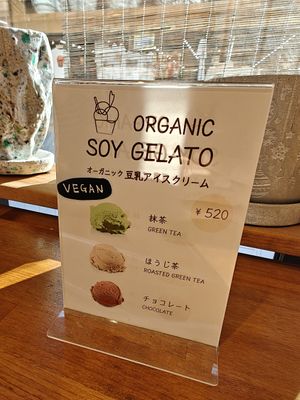 ORGANIC
SOY GELATO
オーガニック 豆乳アイスクリーム
VEGAN
¥520
抹茶
GREEN TEA
ほうじ茶
ROASTED GREEN TEA
チョコレート
CHOCOLATE